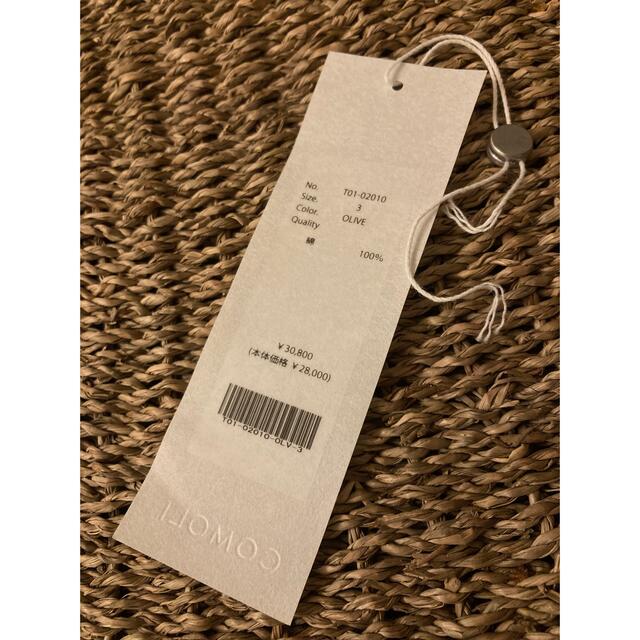 No. T01-02010
Size. 3
Color. OLIVE
Quality
綿 100%
¥30,800
(本体価格 ¥28,000)
T01-02010-OLV-3
COMOLI